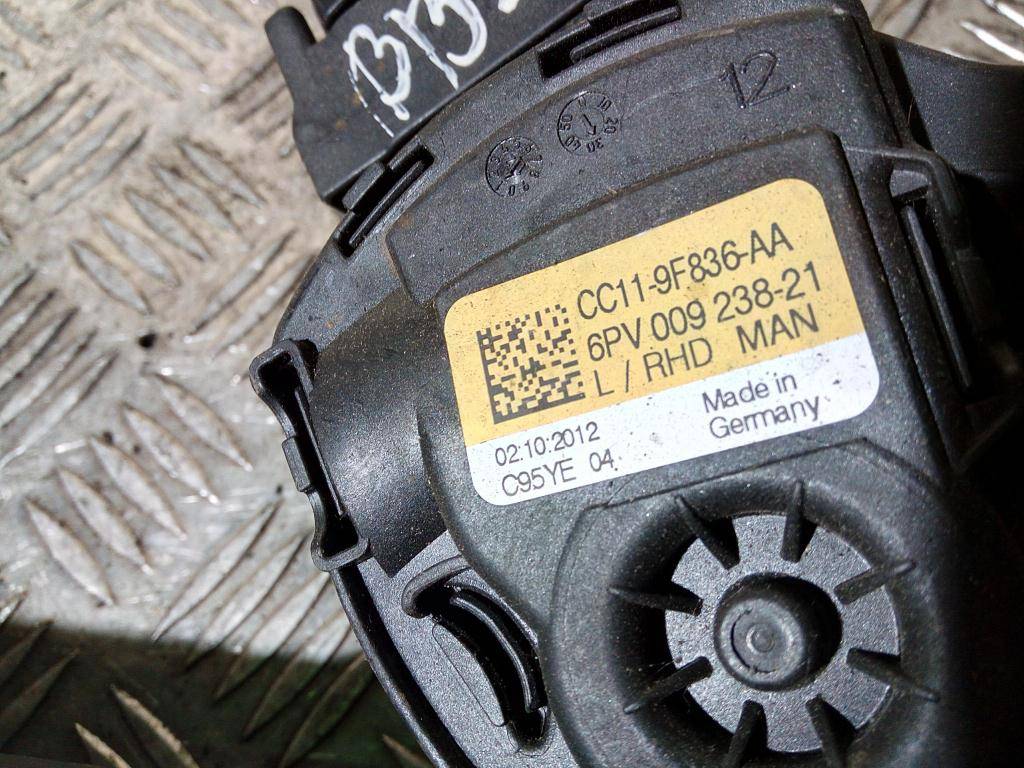 12
CC11-9F836-AA
6PV 009 238-21
L / RHD MAN
Made in
Germany
02.10.2012
C95YE 04